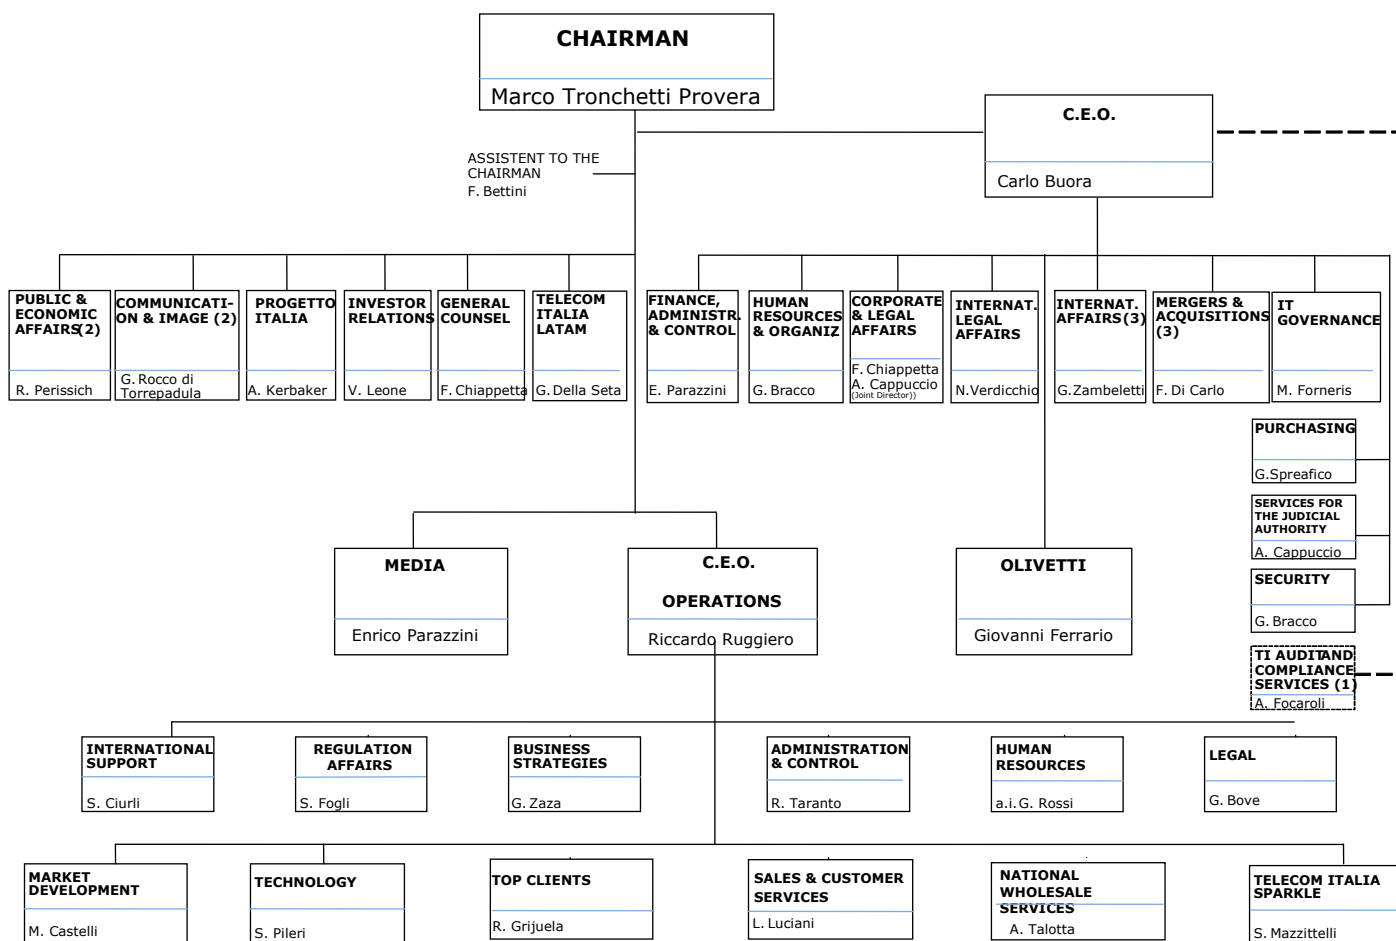 CHAIRMAN
Marco Tronchetti Provera
C.E.O.
Carlo Buora
ASSISTENT TO THE
CHAIRMAN
F. Bettini
PUBLIC &
ECONOMIC
AFFAIRS(2)
R. Perissich
COMMUNICATI-
ON & IMAGE (2)
G. Rocco di
Torrepadula
PROGETTO
ITALIA
A. Kerbaker
INVESTOR
RELATIONS
V. Leone
GENERAL
COUNSEL
F. Chiappetta
TELECOM
ITALIA
LATAM
G. Della Seta
FINANCE,
ADMINISTR.
& CONTROL
E. Parazzini
HUMAN
RESOURCES
& ORGANIZ
G. Bracco
CORPORATE
& LEGAL
AFFAIRS
F. Chiappetta
A. Cappuccio
(Joint Director))
INTERNAT.
LEGAL
AFFAIRS
N.Verdicchio
INTERNAT.
AFFAIRS(3)
G.Zambeletti
MERGERS &
ACQUISITIONS
(3)
F. Di Carlo
IT
GOVERNANCE
M. Forneris
PURCHASING
G.Spreafico
SERVICES FOR
THE JUDICIAL
AUTHORITY
A. Cappuccio
SECURITY
G. Bracco
TI AUDITAND
COMPLIANCE
SERVICES (1)
A. Focaroli
MEDIA
Enrico Parazzini
C.E.O.
OPERATIONS
Riccardo Ruggiero
OLIVETTI
Giovanni Ferrario
INTERNATIONAL
SUPPORT
S. Ciurli
REGULATION
AFFAIRS
S. Fogli
BUSINESS
STRATEGIES
G. Zaza
ADMINISTRATION
& CONTROL
R. Taranto
HUMAN
RESOURCES
a.i. G. Rossi
LEGAL
G. Bove
MARKET
DEVELOPMENT
M. Castelli
TECHNOLOGY
S. Pileri
TOP CLIENTS
R. Grijuela
SALES & CUSTOMER
SERVICES
L. Luciani
NATIONAL
WHOLESALE
SERVICES
A. Talotta
TELECOM ITALIA
SPARKLE
S. Mazzittelli